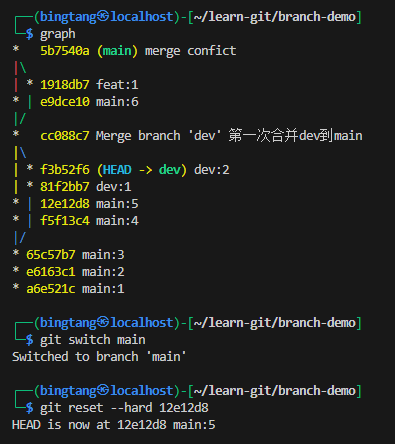 ┌──(bingtang㉿localhost)-[~/learn-git/branch-demo]
└─$ graph
*   5b7540a (main) merge confict
|\
| * 1918db7 feat:1
* | e9dce10 main:6
|/
*   cc088c7 Merge branch 'dev' 第一次合并dev到main
|\
| * f3b52f6 (HEAD -> dev) dev:2
| * 81f2bb7 dev:1
* | 12e12d8 main:5
* | f5f13c4 main:4
|/
* 65c57b7 main:3
* e6163c1 main:2
* a6e521c main:1
┌──(bingtang㉿localhost)-[~/learn-git/branch-demo]
└─$ git switch main
Switched to branch 'main'
┌──(bingtang㉿localhost)-[~/learn-git/branch-demo]
└─$ git reset --hard 12e12d8
HEAD is now at 12e12d8 main:5